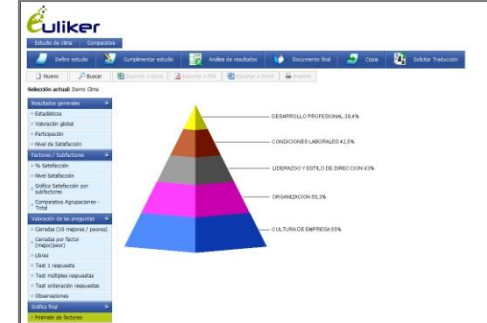 euliker
Estudio de clima Comparativa
Definir estudio Cumplimentar estudio Análisis de resultados Documento final Copia Solicitar Traducción
Nuevo Buscar Exportar a Excel Exportar a PDF Exportar a Word Imprimir
Selección actual: Demo Clima
Resultados generales
Estadísticas
Valoración global
Participación
Nivel de Satisfacción
Factores / Subfactores
% Satisfacción
Nivel Satisfacción
Gráfica Satisfacción por
subfactores
Comparativa Agrupaciones -
Total
Valoración de las preguntas
Cerradas (10 mejores / peores)
Cerradas por factor
(mejor/peor)
Libres
Test 1 respuesta
Test múltiples respuestas
Test ordenación respuestas
Observaciones
Gráfica final
Pirámide de factores
DESARROLLO PROFESIONAL:38,4%
CONDICIONES LABORALES:42,5%
LIDERAZGO Y ESTILO DE DIRECCION:43%
ORGANIZACION:50,3%
CULTURA DE EMPRESA:55%